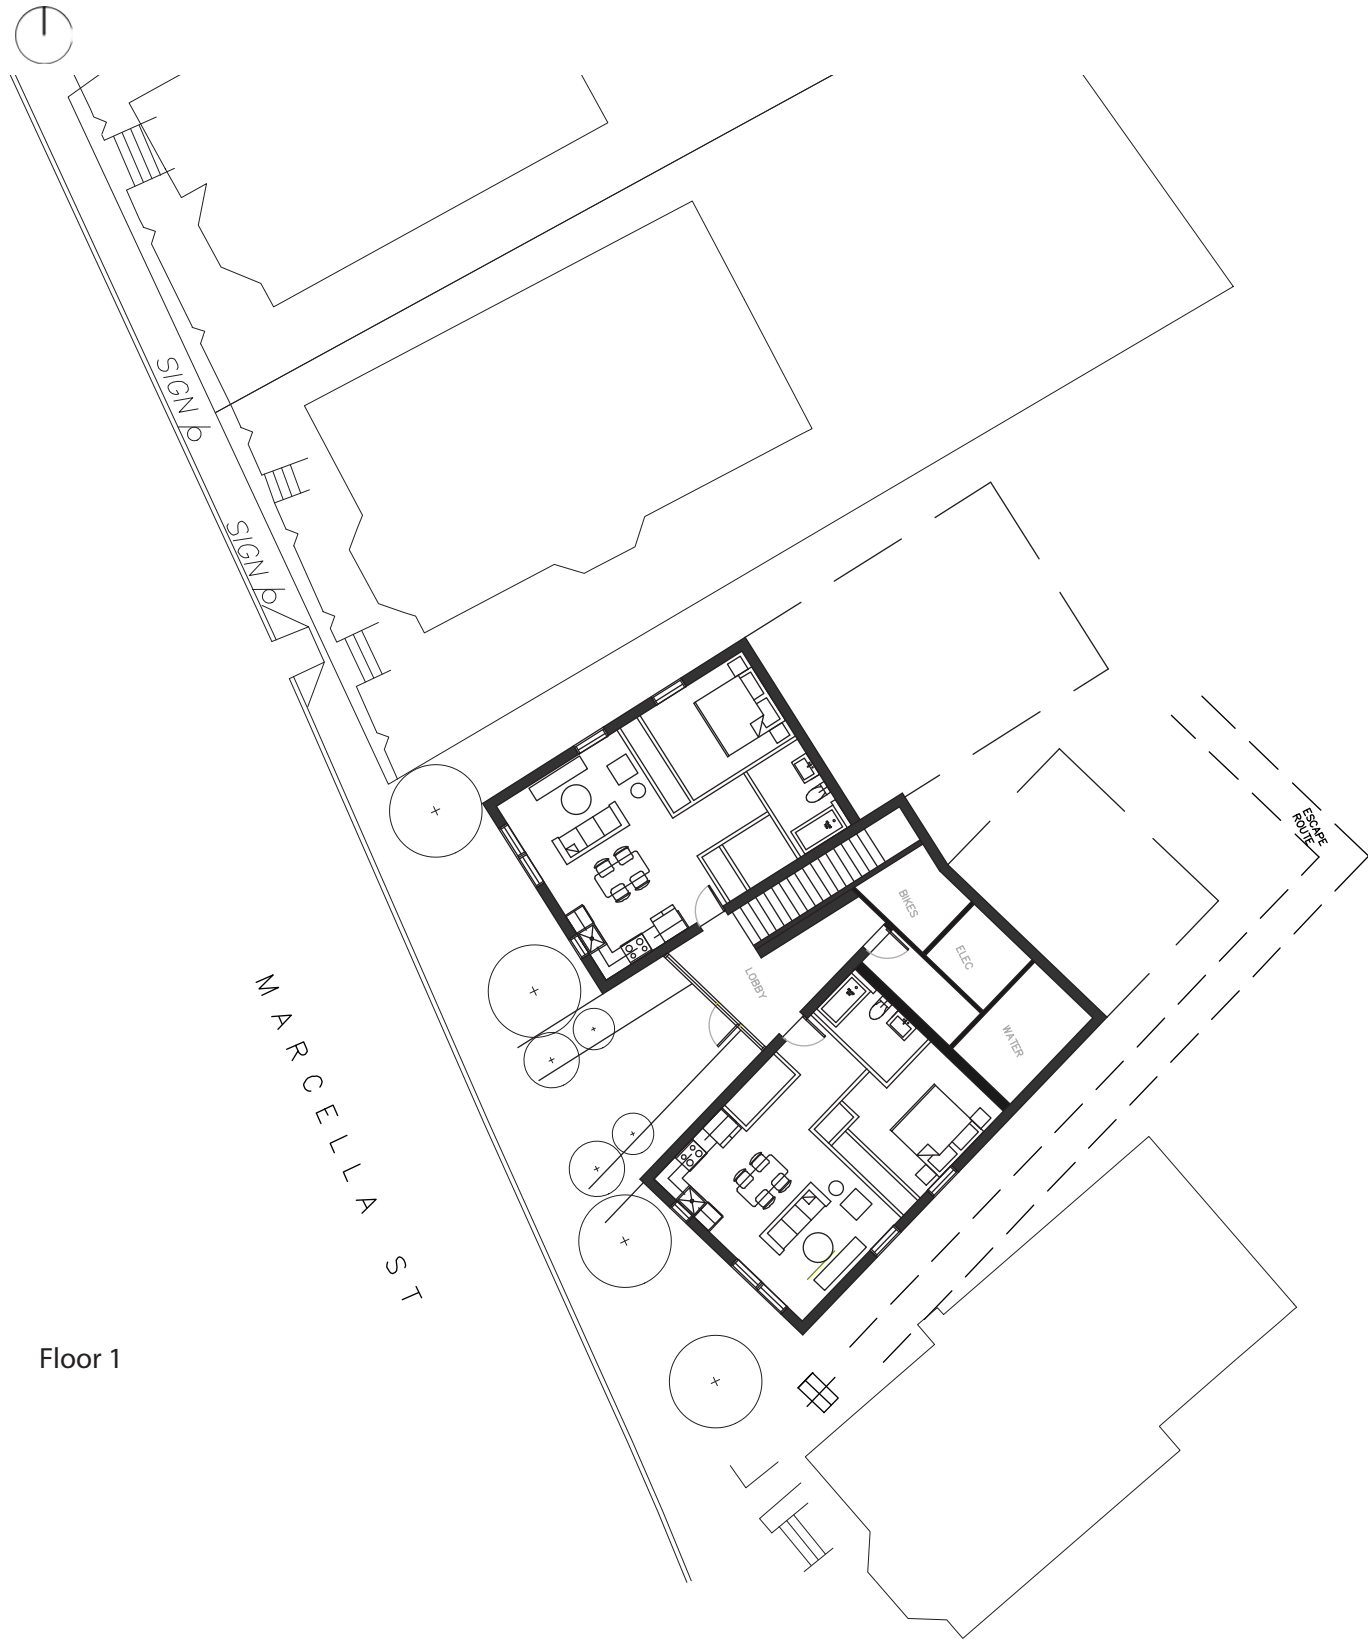 SIGN
SIGN
ESCAPE
ROUTE
BIKES
ELEC
LOBBY
WATER
MARCELLA ST
Floor 1